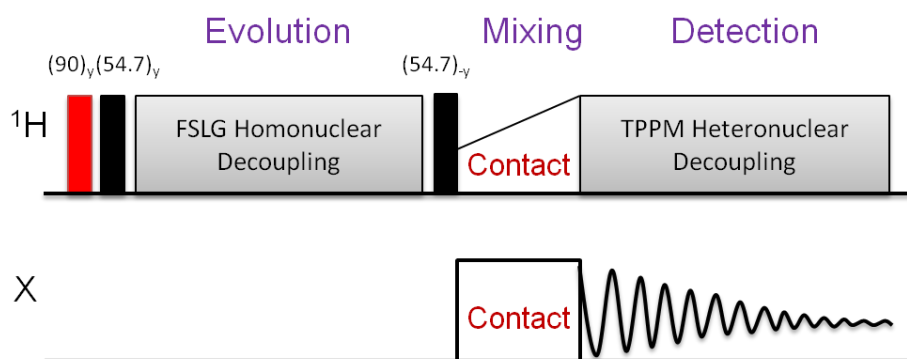 Evolution Mixing Detection
(90)y(54.7)y (54.7)-y
¹H
FSLG Homonuclear
Decoupling
Contact
TPPM Heteronuclear
Decoupling
X
Contact